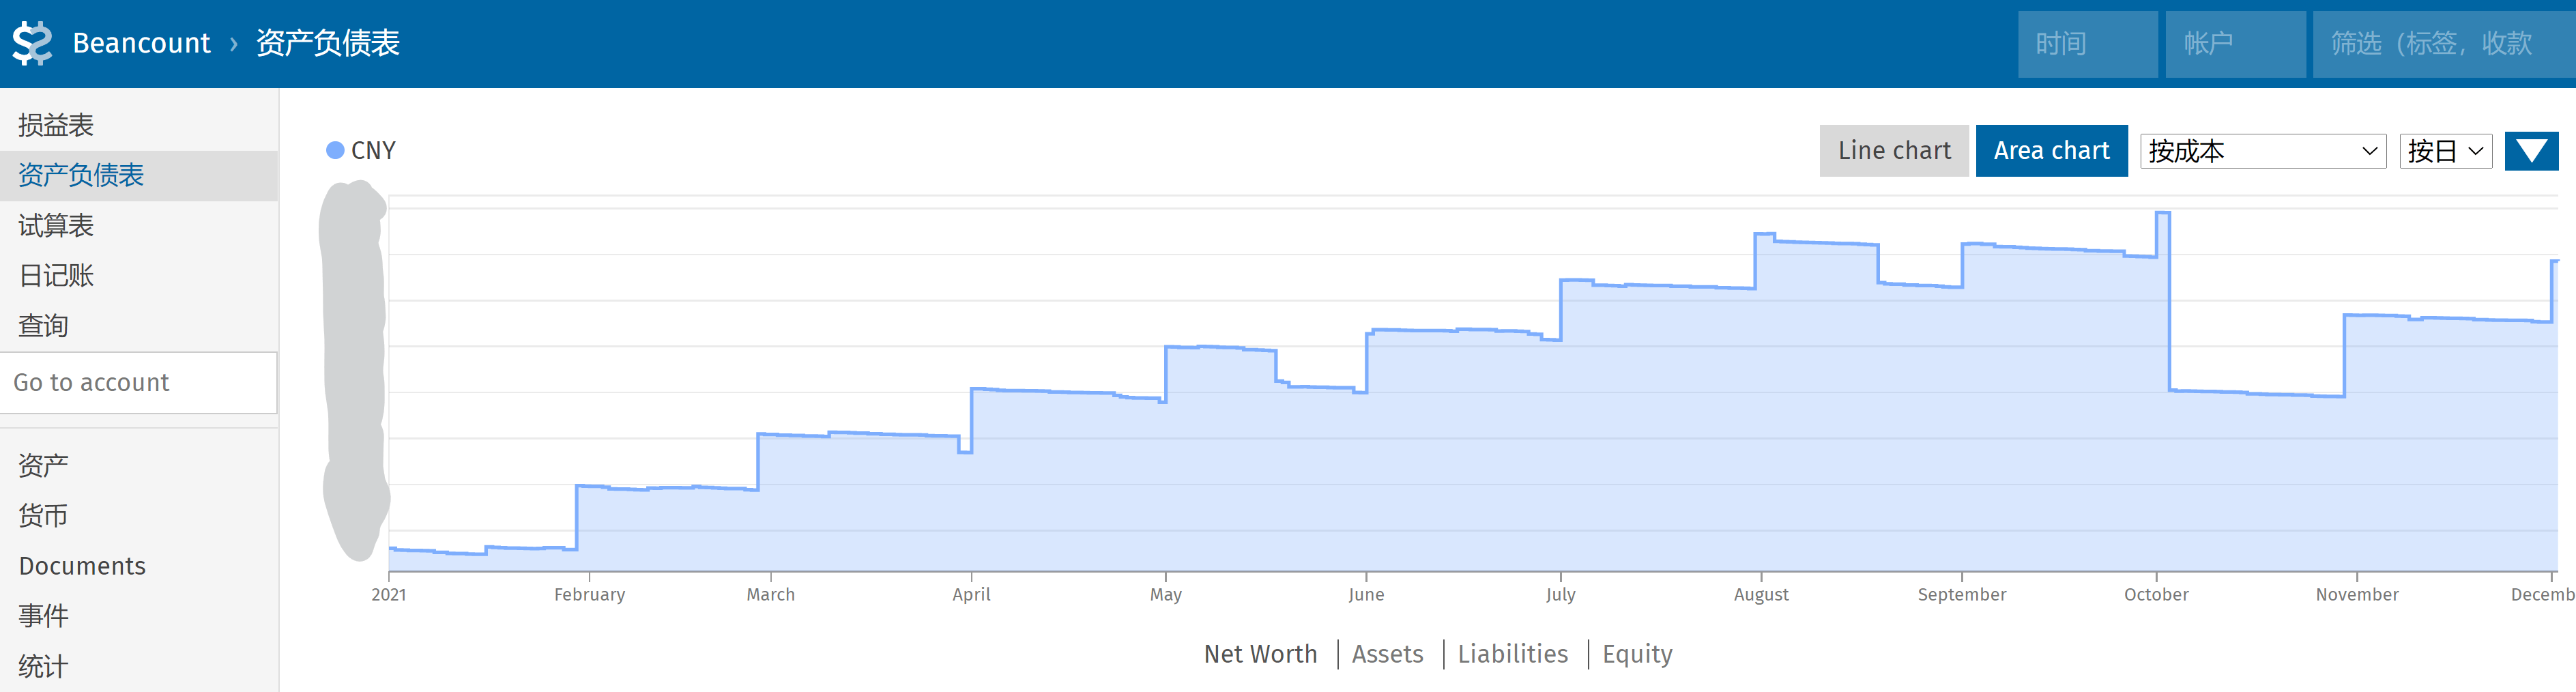 Beancount › 资产负债表
时间
帐户
筛选（标签，收款
损益表
资产负债表
试算表
日记账
查询
Go to account
资产
货币
Documents
事件
统计
CNY
Line chart
Area chart
按成本
按日
2021 February March April May June July August September October November Decemb
Net Worth Assets Liabilities Equity